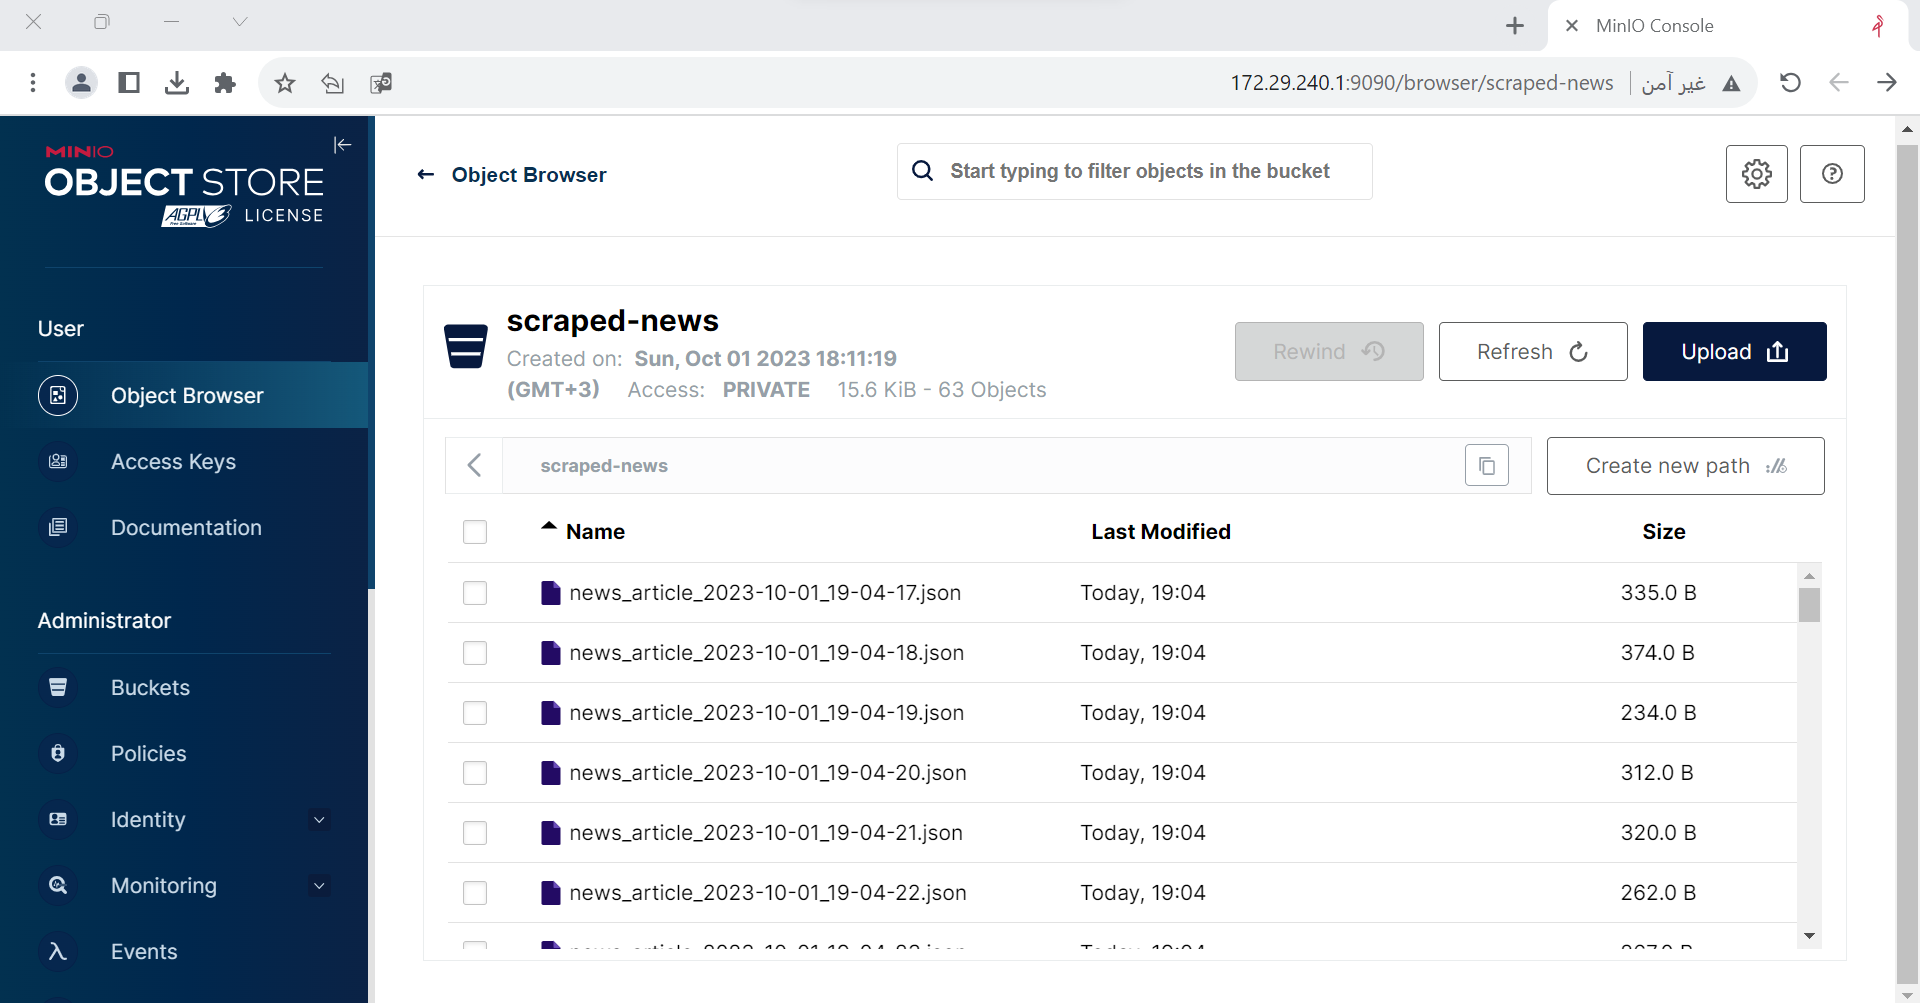 MinIO Console
172.29.240.1:9090/browser/scraped-news
غير آمن
MINIO
OBJECT STORE
AGPL v3 LICENSE
Free Software
Object Browser
Start typing to filter objects in the bucket
User
Object Browser
Access Keys
Documentation
Administrator
Buckets
Policies
Identity
Monitoring
Events
scraped-news
Created on: Sun, Oct 01 2023 18:11:19
(GMT+3) Access: PRIVATE 15.6 KiB - 63 Objects
Rewind
Refresh
Upload
scraped-news
Create new path
Name Last Modified Size
news_article_2023-10-01_19-04-17.json Today, 19:04 335.0 B
news_article_2023-10-01_19-04-18.json Today, 19:04 374.0 B
news_article_2023-10-01_19-04-19.json Today, 19:04 234.0 B
news_article_2023-10-01_19-04-20.json Today, 19:04 312.0 B
news_article_2023-10-01_19-04-21.json Today, 19:04 320.0 B
news_article_2023-10-01_19-04-22.json Today, 19:04 262.0 B